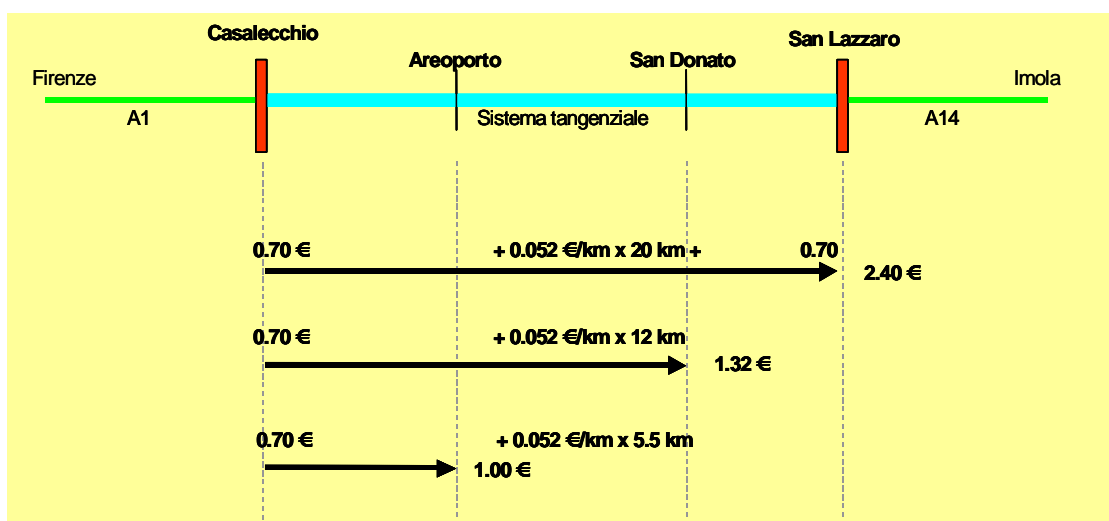 Casalecchio
San Lazzaro
Areoporto
San Donato
Firenze
Imola
A1
Sistema tangenziale
A14
0.70 € + 0.052 €/km x 20 km + 0.70
2.40 €
0.70 € + 0.052 €/km x 12 km
1.32 €
0.70 € + 0.052 €/km x 5.5 km
1.00 €